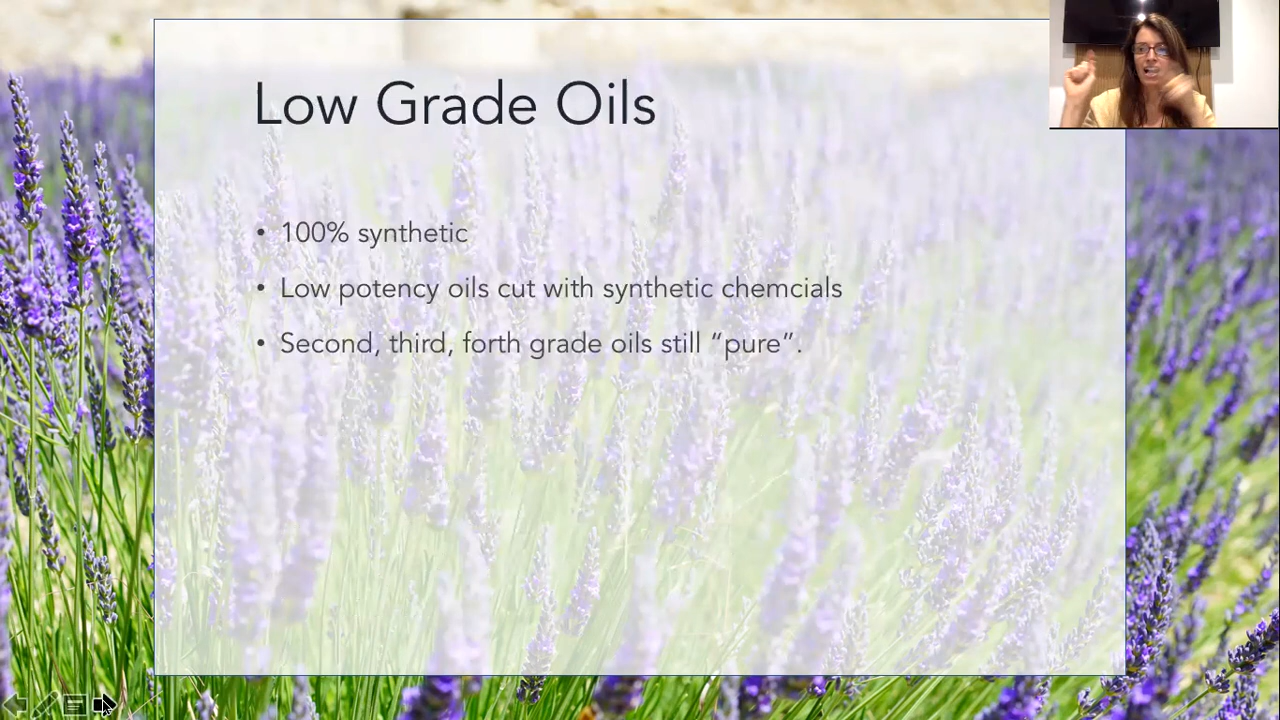 Low Grade Oils
• 100% synthetic
• Low potency oils cut with synthetic chemcials
• Second, third, forth grade oils still “pure”.